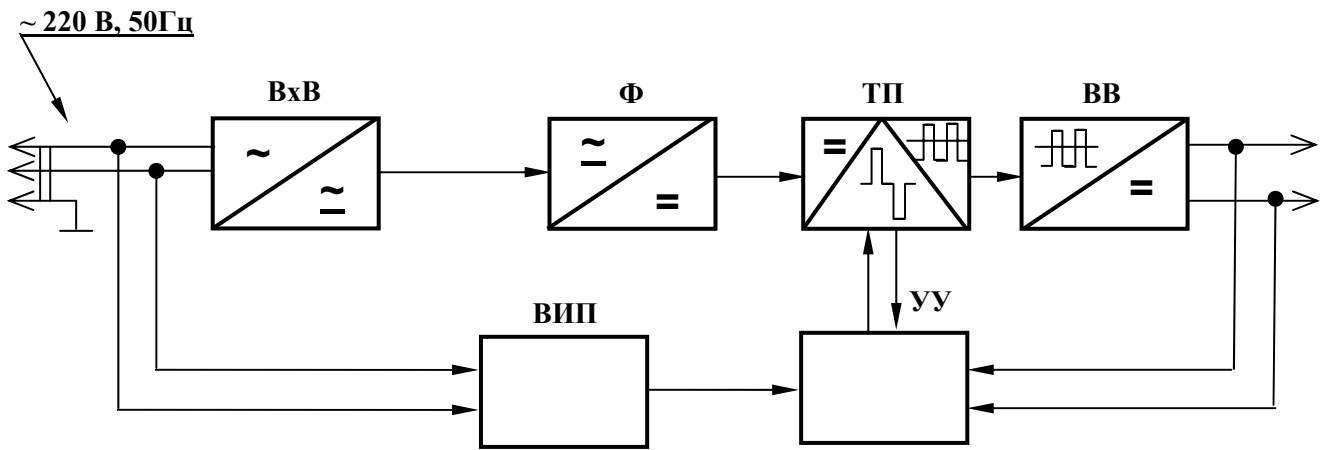 ~ 220 В, 50Гц
ВхВ
Ф
ТП
ВВ
~
≃
≃
=
=
=
УУ
ВИП